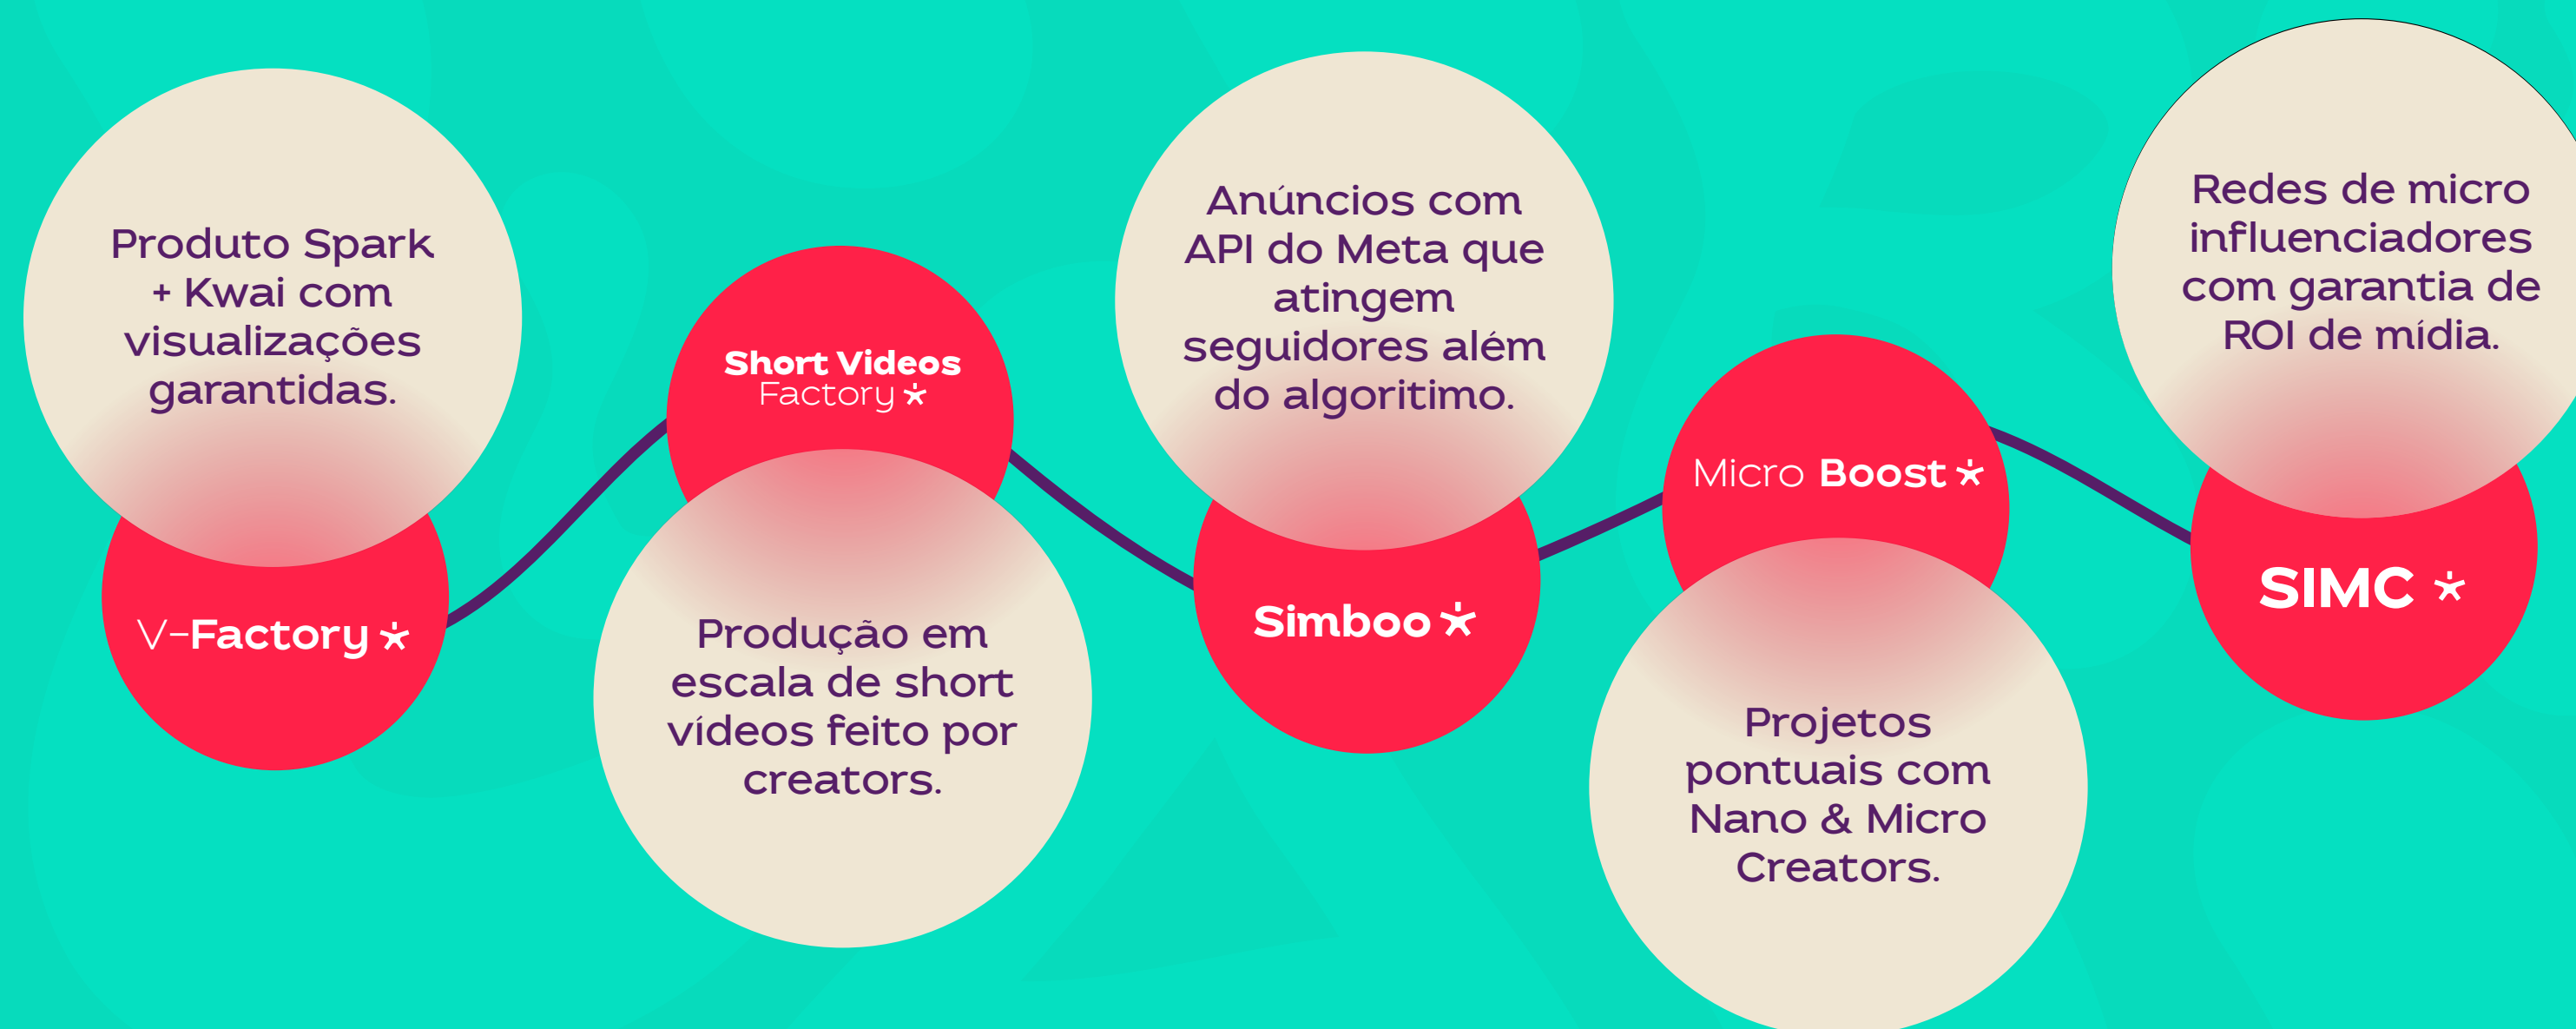 Produto Spark
+ Kwai com
visualizações
garantidas.
V-Factory
Short Videos
Factory
Produção em
escala de short
vídeos feito por
creators.
Anúncios com
API do Meta que
atingem
seguidores além
do algoritimo.
Simboo
Micro Boost
Projetos
pontuais com
Nano & Micro
Creators.
Redes de micro
influenciadores
com garantia de
ROI de mídia.
SIMC